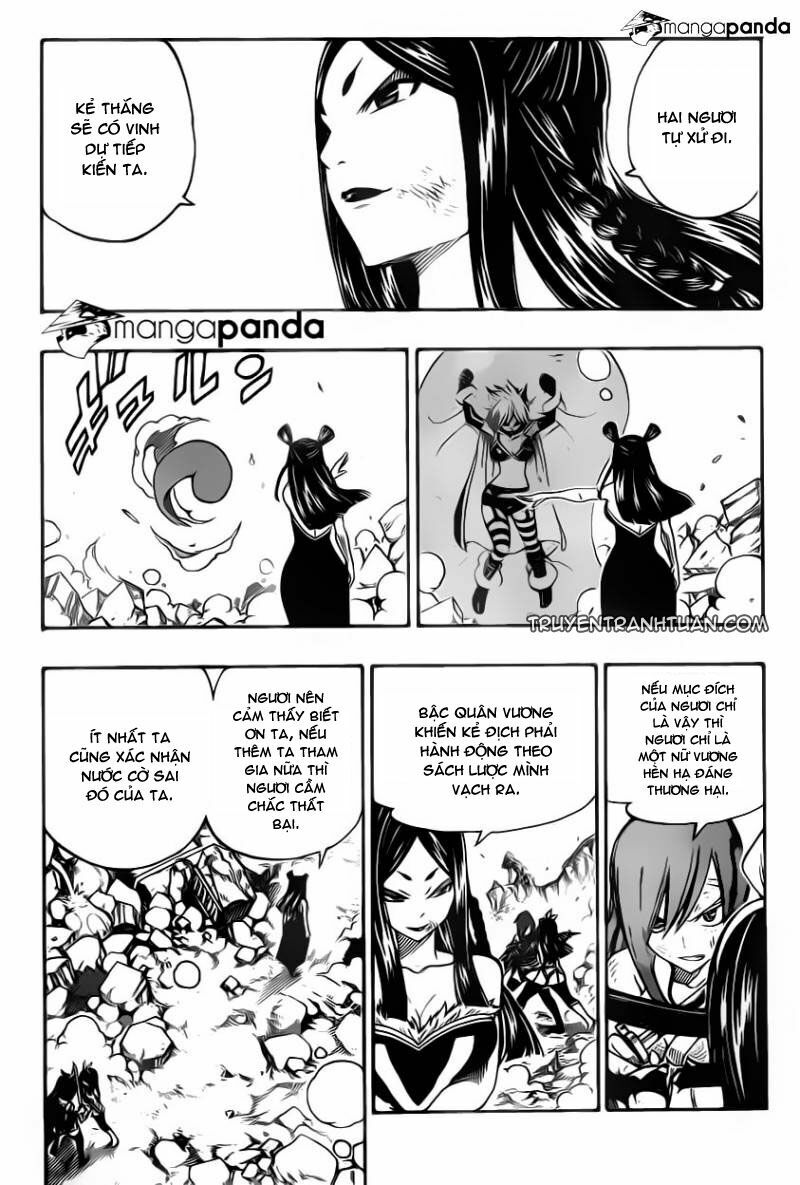 mangapanda
HAI NGƯƠI
TỰ XỬ ĐI.
KẺ THẮNG
SẼ CÓ VINH
DỰ TIẾP
KIẾN TA.
mangapanda
ギュルン
TRUYENTRANHTUAN.COM
NẾU MỤC ĐÍCH
CỦA NGƯƠI CHỈ
LÀ VẬY THÌ
NGƯƠI CHỈ LÀ
MỘT NỮ VƯƠNG
HÈN HẠ ĐÁNG
THƯƠNG HẠI.
BẬC QUÂN VƯƠNG
KHIẾN KẺ ĐỊCH PHẢI
HÀNH ĐỘNG THEO
SÁCH LƯỢC MÌNH
VẠCH RA.
NGƯƠI NÊN
CẢM THẤY BIẾT
ƠN TA, NẾU
THÊM TA THAM
GIA NỮA THÌ
NGƯƠI CẦM
CHẮC THẤT
BẠI.
ÍT NHẤT TA
CŨNG XÁC NHẬN
NƯỚC CỜ SAI
ĐÓ CỦA TA.